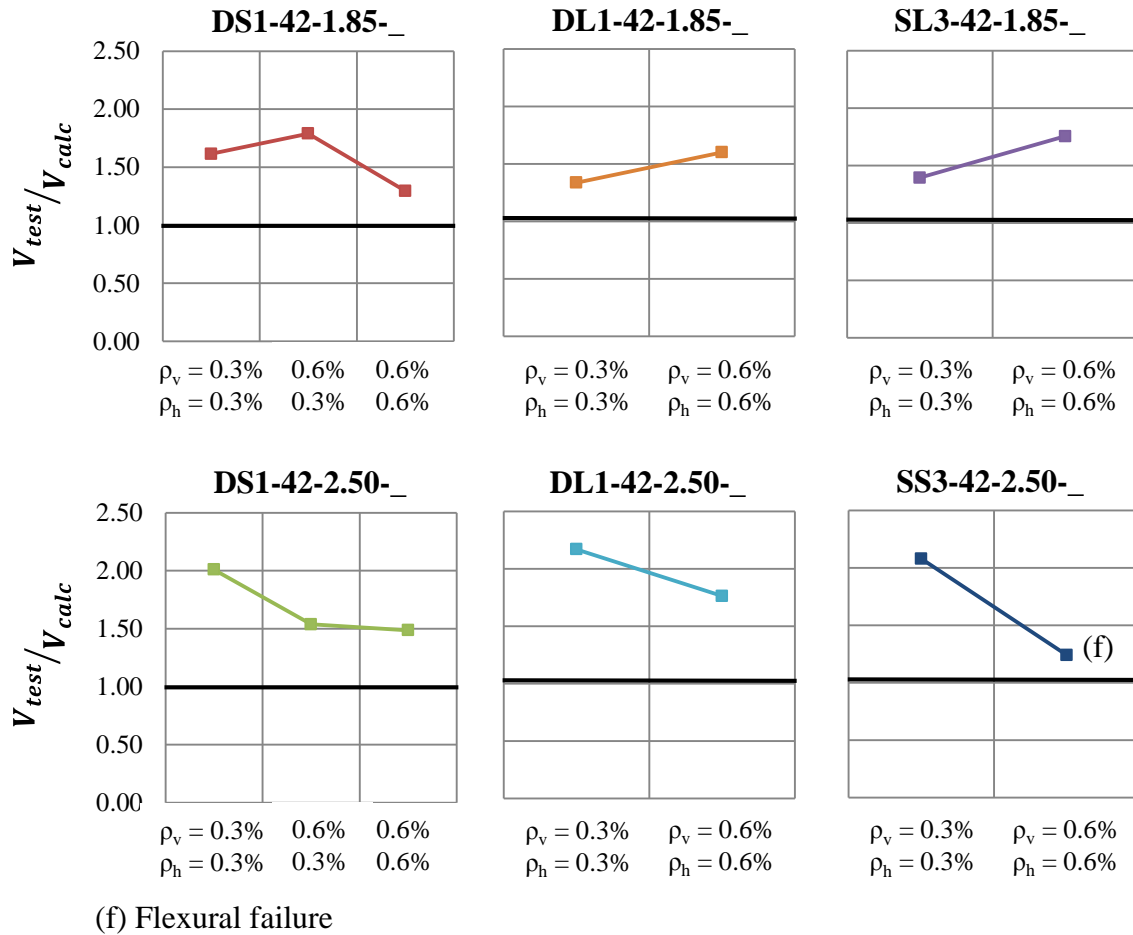 DS1-42-1.85-_ DL1-42-1.85-_ SL3-42-1.85-_
2.50
2.00
1.50
1.00
0.50
0.00
V_test/V_calc
ρv = 0.3% 0.6% 0.6% ρv = 0.3% ρv = 0.6% ρv = 0.3% ρv = 0.6%
ρh = 0.3% 0.3% 0.6% ρh = 0.3% ρh = 0.6% ρh = 0.3% ρh = 0.6%
DS1-42-2.50-_ DL1-42-2.50-_ SS3-42-2.50-_
2.50
2.00
1.50
1.00
0.50
0.00
V_test/V_calc
(f)
ρv = 0.3% 0.6% 0.6% ρv = 0.3% ρv = 0.6% ρv = 0.3% ρv = 0.6%
ρh = 0.3% 0.3% 0.6% ρh = 0.3% ρh = 0.6% ρh = 0.3% ρh = 0.6%
(f) Flexural failure